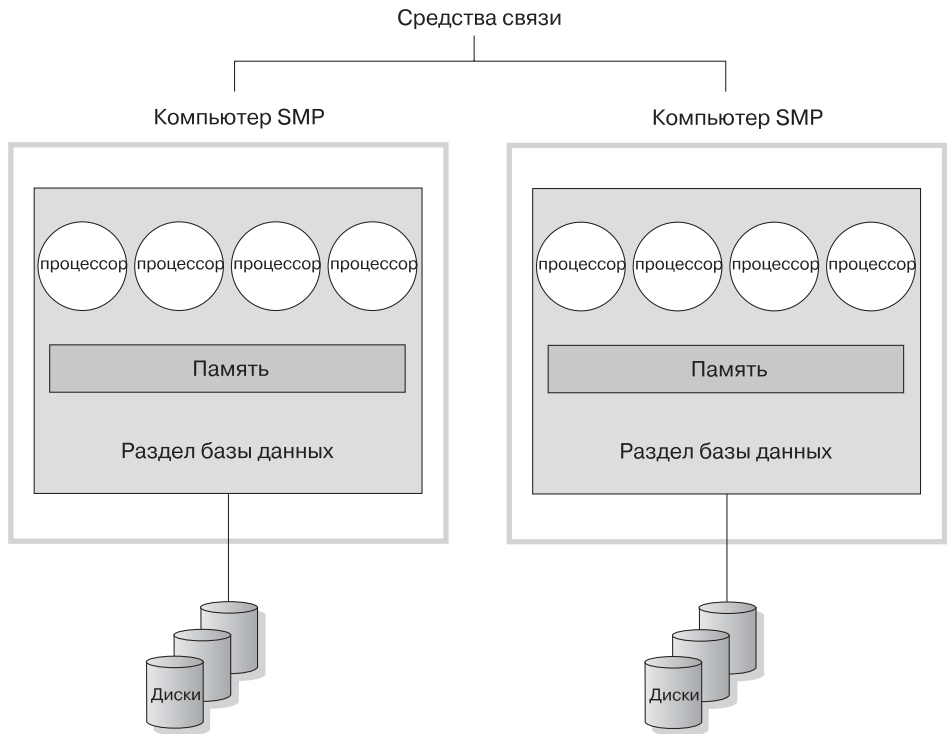 Средства связи
Компьютер SMP
Компьютер SMP
процессор процессор процессор процессор
процессор процессор процессор процессор
Память
Память
Раздел базы данных
Раздел базы данных
Диски
Диски